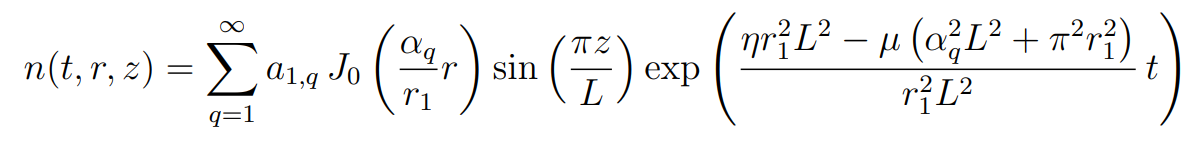 n(t, r, z) = \sum_{q=1}^{\infty} a_{1,q} J_0 \left( \frac{\alpha_q}{r_1} r \right) \sin \left( \frac{\pi z}{L} \right) \exp \left( \frac{\eta r_1^2 L^2 - \mu \left( \alpha_q^2 L^2 + \pi^2 r_1^2 \right)}{r_1^2 L^2} t \right)